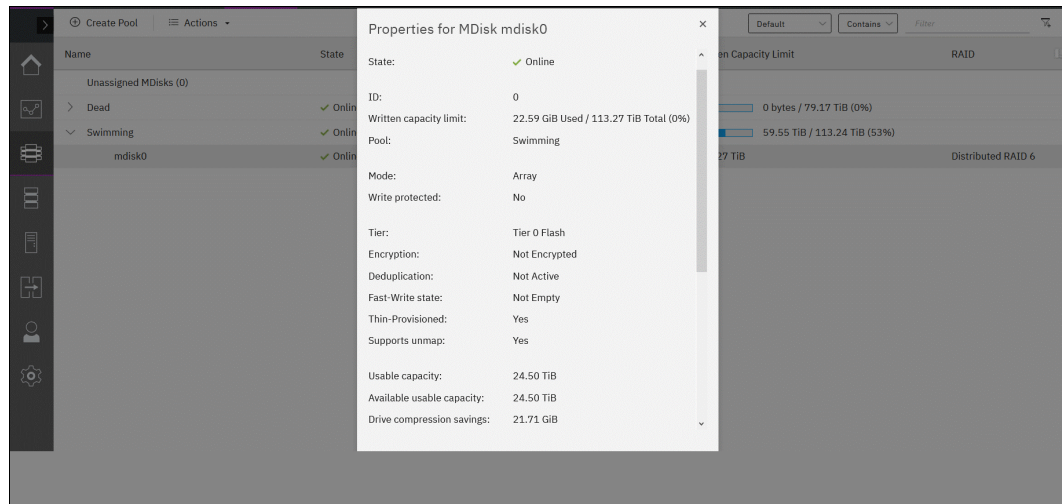 Create Pool Actions Default Contains Filter
Name State en Capacity Limit RAID
Unassigned MDisks (0)
Dead Onlin 0 bytes / 79.17 TiB (0%)
Swimming Onlin 59.55 TiB / 113.24 TiB (53%)
mdisk0 Onlin 27 TiB Distributed RAID 6
Properties for MDisk mdisk0
State: Online
ID: 0
Written capacity limit: 22.59 GiB Used / 113.27 TiB Total (0%)
Pool: Swimming
Mode: Array
Write protected: No
Tier: Tier 0 Flash
Encryption: Not Encrypted
Deduplication: Not Active
Fast-Write state: Not Empty
Thin-Provisioned: Yes
Supports unmap: Yes
Usable capacity: 24.50 TiB
Available usable capacity: 24.50 TiB
Drive compression savings: 21.71 GiB